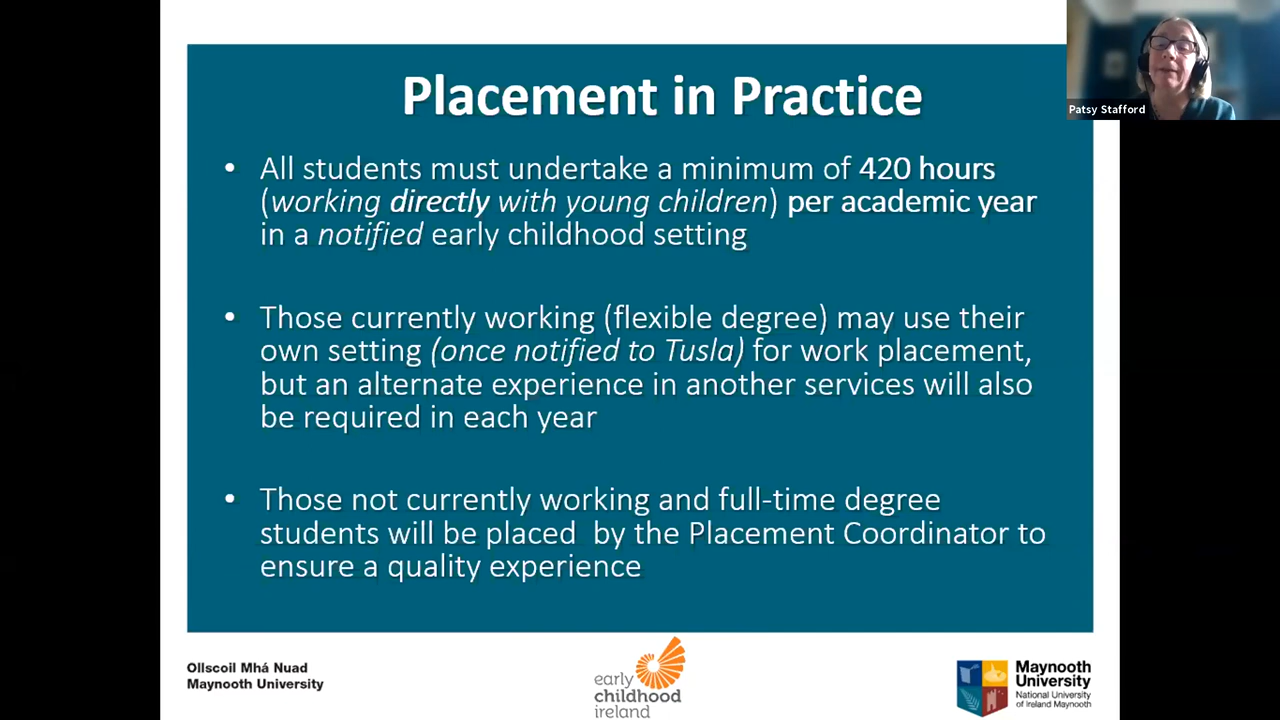 Placement in Practice
• All students must undertake a minimum of 420 hours
(working directly with young children) per academic year
in a notified early childhood setting
• Those currently working (flexible degree) may use their
own setting (once notified to Tusla) for work placement,
but an alternate experience in another services will also
be required in each year
• Those not currently working and full-time degree
students will be placed by the Placement Coordinator to
ensure a quality experience
Patsy Stafford
Ollscoil Mhá Nuad
Maynooth University
early
childhood
ireland
Maynooth
University
National University
of Ireland Maynooth